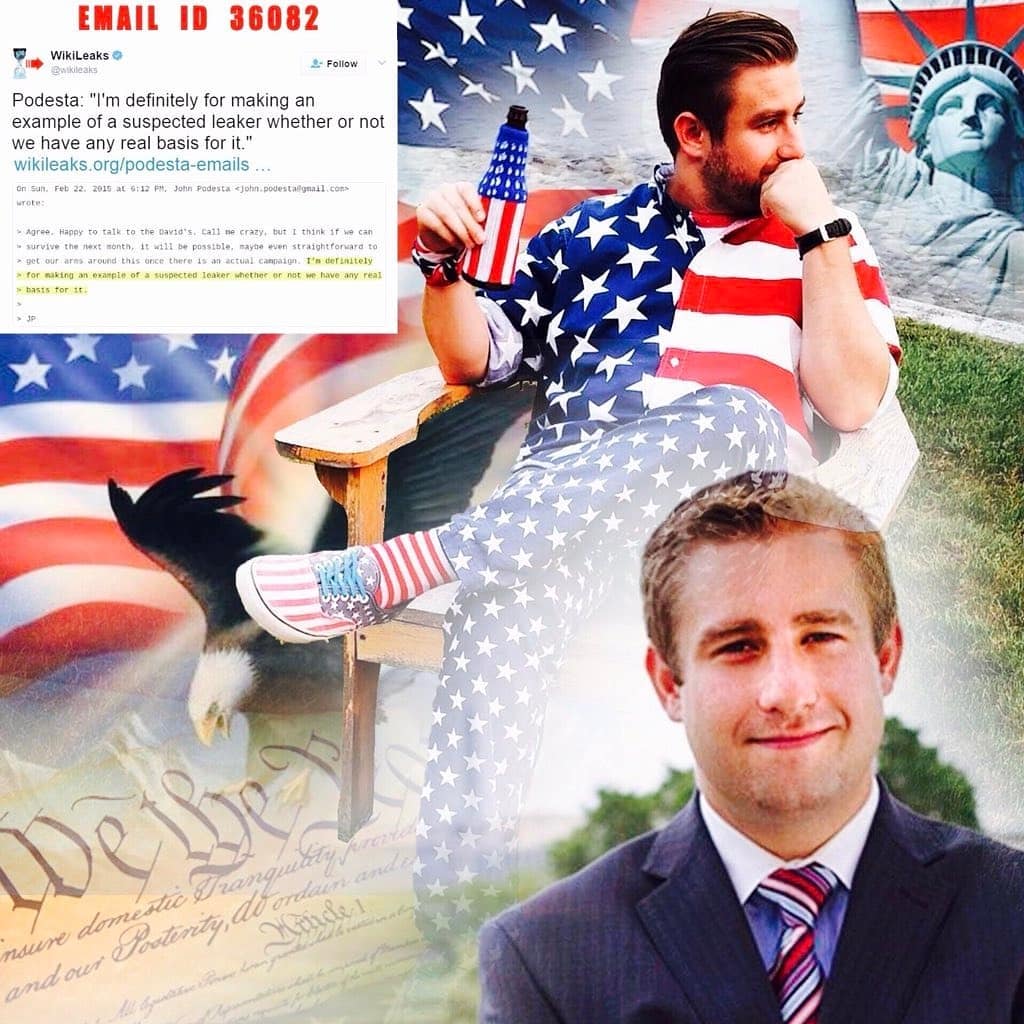 EMAIL ID 36082
WikiLeaks
@wikileaks
Follow
Podesta: "I'm definitely for making an
example of a suspected leaker whether or not
we have any real basis for it."
wikileaks.org/podesta-emails ...
On Sun, Feb 22, 2015 at 6:12 PM, John Podesta <john.podesta@gmail.com>
wrote:
> Agree. Happy to talk to the David's. Call me crazy, but I think if we can
> survive the next month, it will be possible, maybe even straightforward to
> get our arms around this once there is an actual campaign. I'm definitely
> for making an example of a suspected leaker whether or not we have any real
> basis for it.
>
> JP
We the P
insure domestic Tranquility, provide
and our Posterity, do ordain and e
Article I